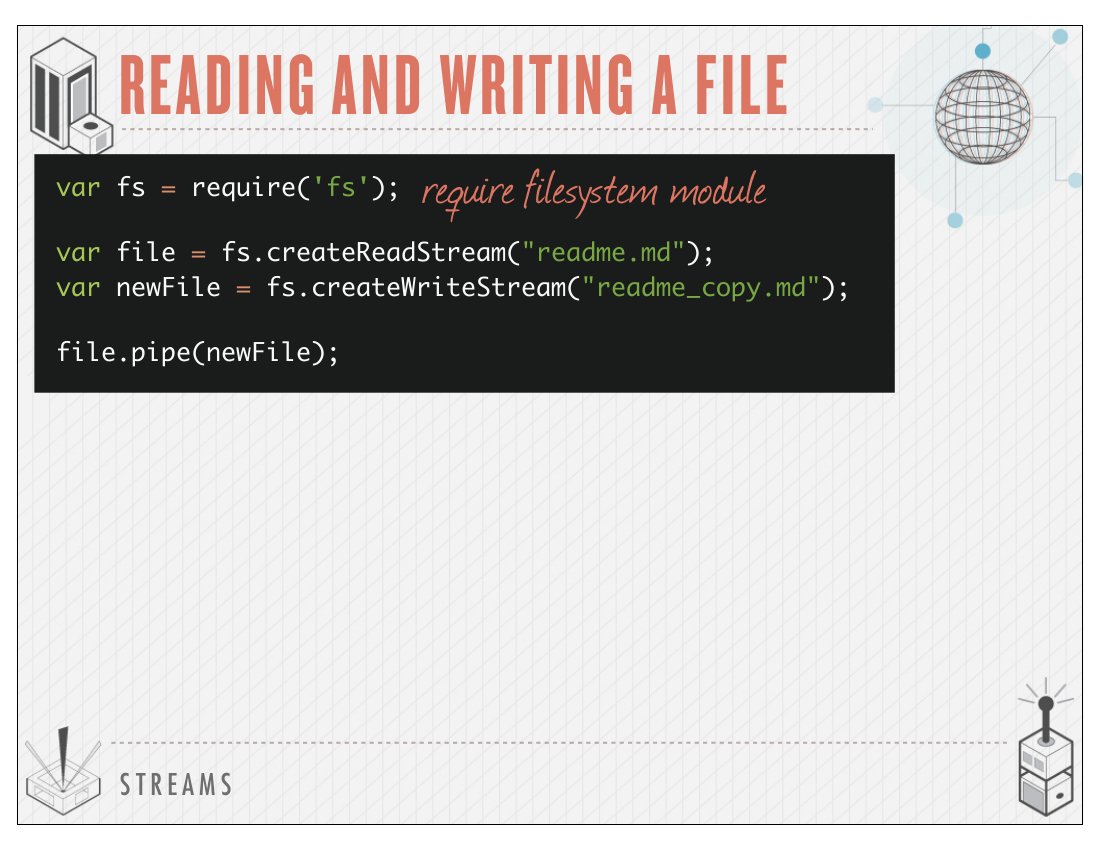 READING AND WRITING A FILE
var fs = require('fs'); require filesystem module
var file = fs.createReadStream("readme.md");
var newFile = fs.createWriteStream("readme_copy.md");
file.pipe(newFile);
STREAMS